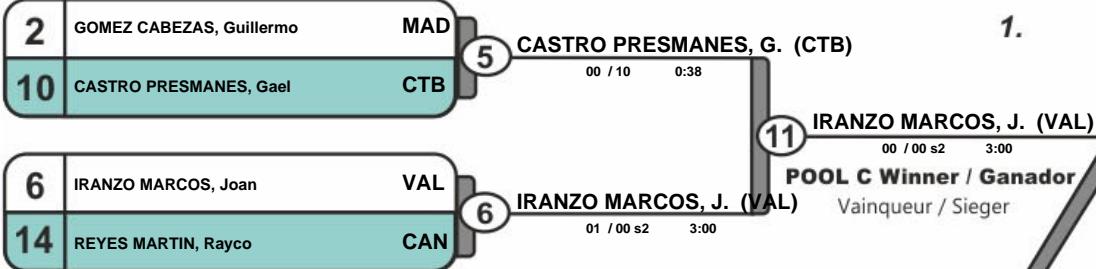 2 GOMEZ CABEZAS, Guillermo MAD
10 CASTRO PRESMANES, Gael CTB
5 CASTRO PRESMANES, G. (CTB)
00 / 10 0:38
6 IRANZO MARCOS, Joan VAL
14 REYES MARTIN, Rayco CAN
6 IRANZO MARCOS, J. (VAL)
01 / 00 s2 3:00
1.
11 IRANZO MARCOS, J. (VAL)
00 / 00 s2 3:00
POOL C Winner / Ganador
Vainqueur / Sieger